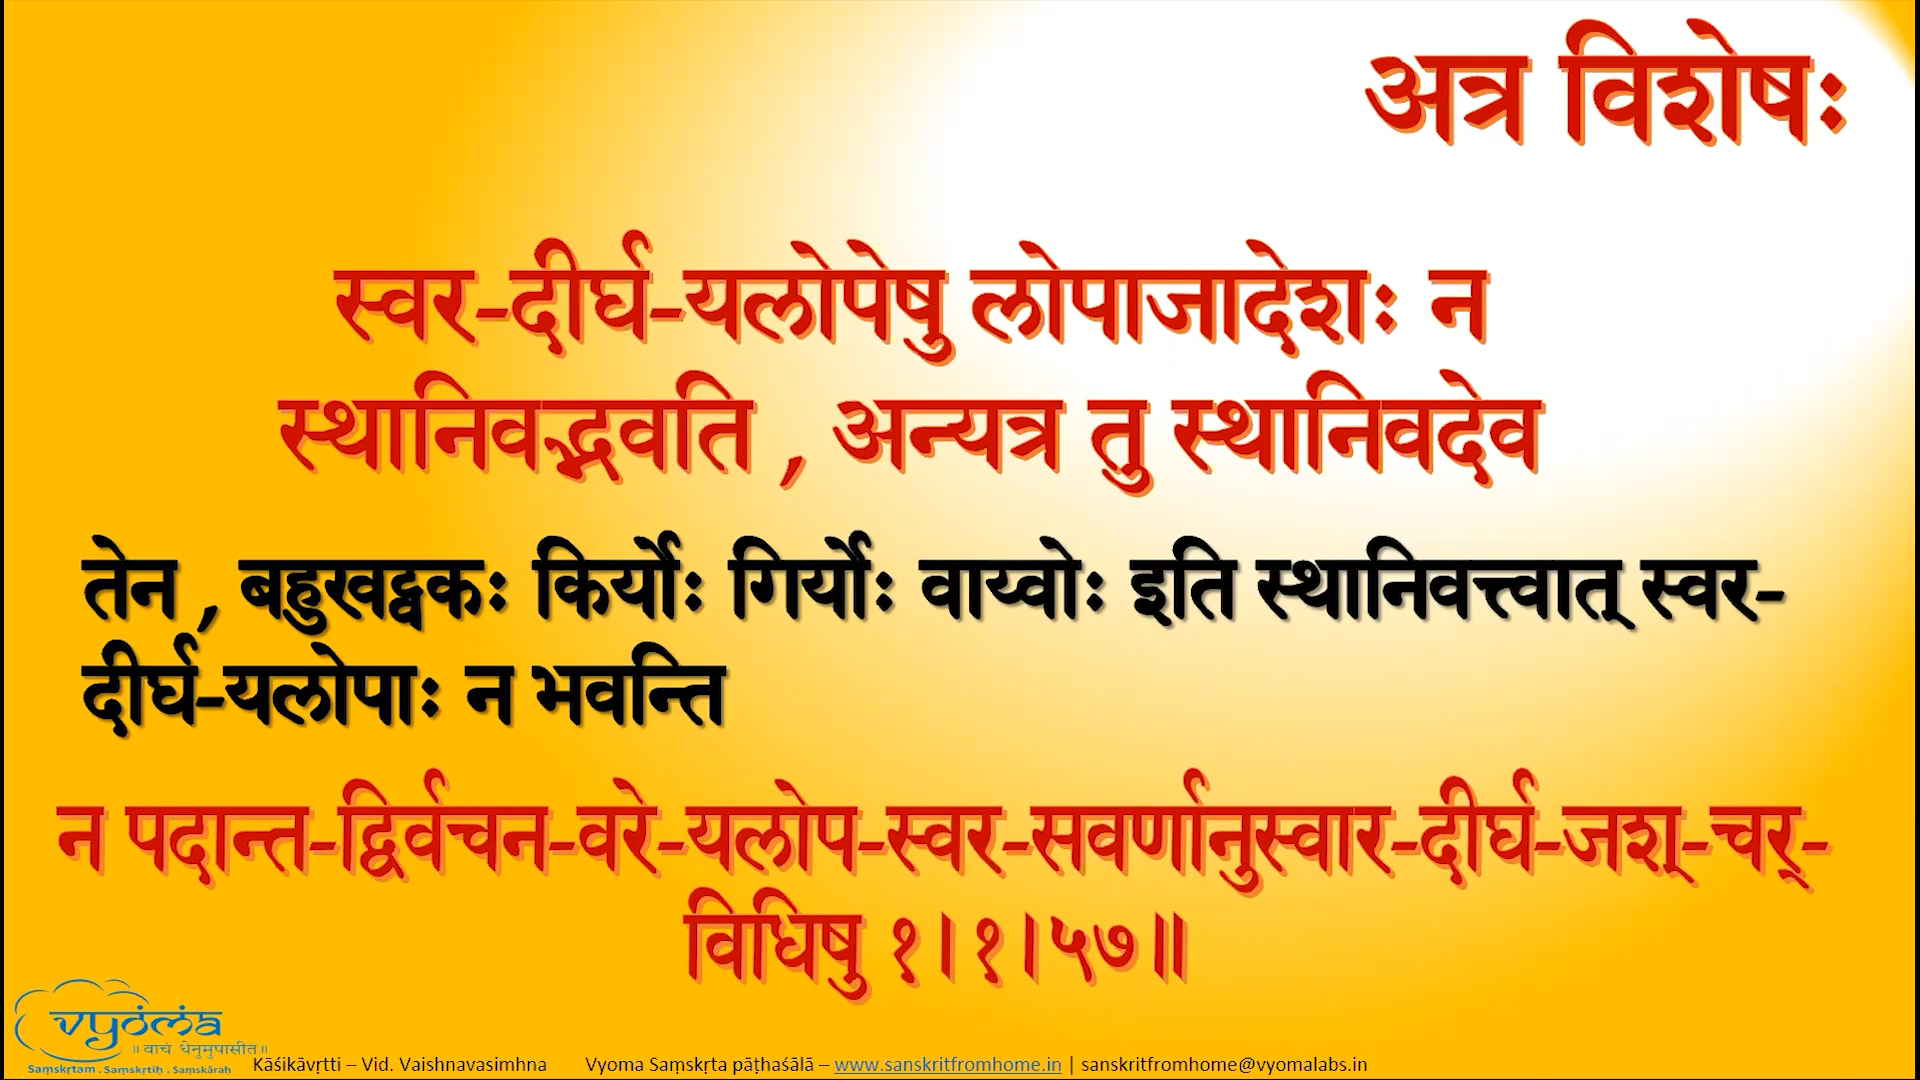 अत्र विशेषः
स्वर-दीर्घ-यलोपेषु लोपाजादेशः न
स्थानिवद्भवति , अन्यत्र तु स्थानिवदेव
तेन , बहुखट्वकः किर्योः गिर्योः वाय्वोः इति स्थानिवत्त्वात् स्वर-
दीर्घ-यलोपाः न भवन्ति
न पदान्त-द्विर्वचन-वरे-यलोप-स्वर-सवर्णानुस्वार-दीर्घ-जश्-चर्-
विधिषु १।१।५७॥
vyoma
॥ वाचं धेनुमुपासीत॥
Saṃskṛtam . Saṃskṛtiḥ . Saṃskāraḥ
Kāśikāvṛtti – Vid. Vaishnavasimhna Vyoma Saṃskṛta pāṭhaśālā – www.sanskritfromhome.in | sanskritfromhome@vyomalabs.in